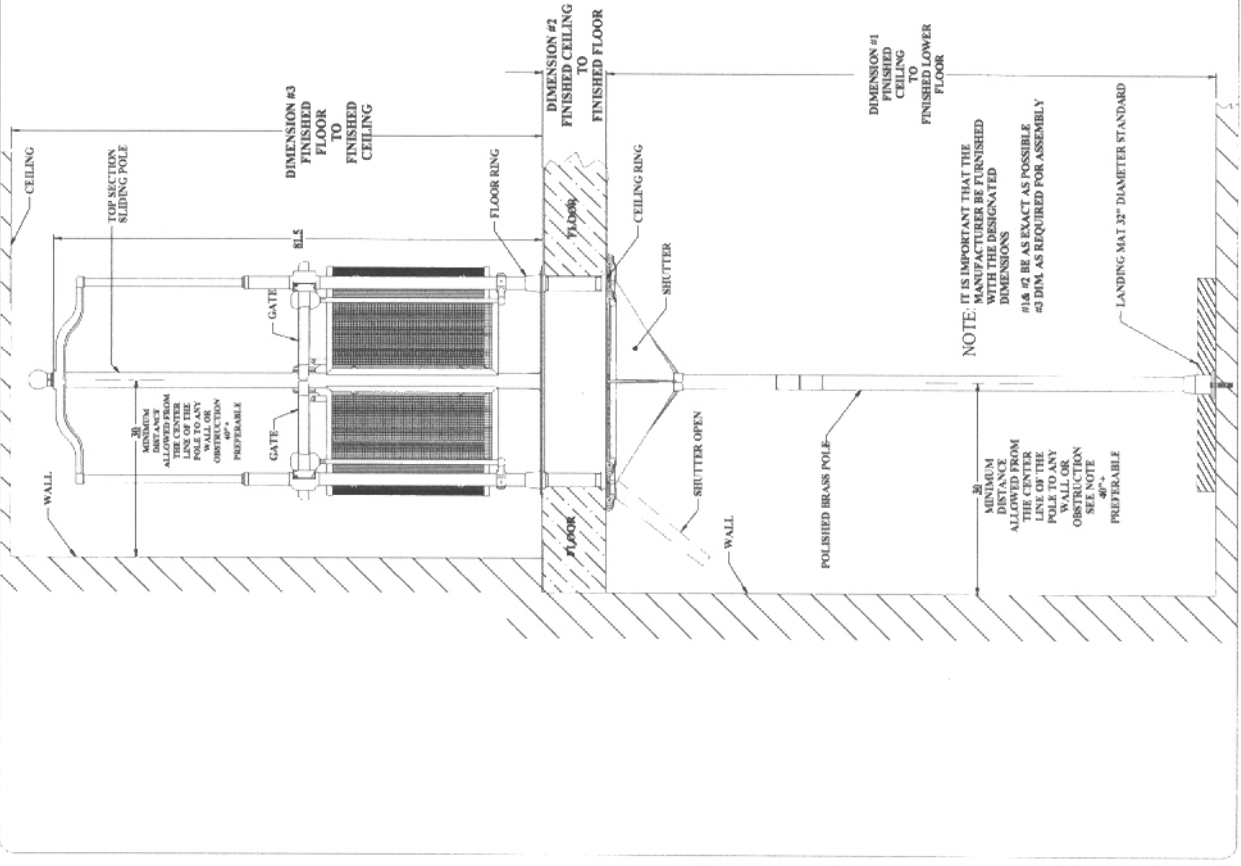 CEILING
WALL
TOP SECTION
SLIDING POLE
DIMENSION #3
FINISHED
FLOOR
TO
FINISHED
CEILING
81.5
30
MINIMUM
DISTANCE
ALLOWED FROM
THE CENTER
LINE OF THE
POLE TO ANY
WALL OR
OBSTRUCTION
40"+
PREFERABLE
GATE
GATE
FLOOR RING
DIMENSION #2
FINISHED CEILING
TO
FINISHED FLOOR
FLOOR
FLOOR
CEILING RING
SHUTTER
SHUTTER OPEN
WALL
POLISHED BRASS POLE
DIMENSION #1
FINISHED
CEILING
TO
FINISHED LOWER
FLOOR
NOTE: IT IS IMPORTANT THAT THE
MANUFACTURER BE FURNISHED
WITH THE DESIGNATED
DIMENSIONS
#1& #2 BE AS EXACT AS POSSIBLE
#3 DIM. AS REQUIRED FOR ASSEMBLY
30
MINIMUM
DISTANCE
ALLOWED FROM
THE CENTER
LINE OF THE
POLE TO ANY
WALL OR
OBSTRUCTION
SEE NOTE
40"+
PREFERABLE
LANDING MAT 32" DIAMETER STANDARD